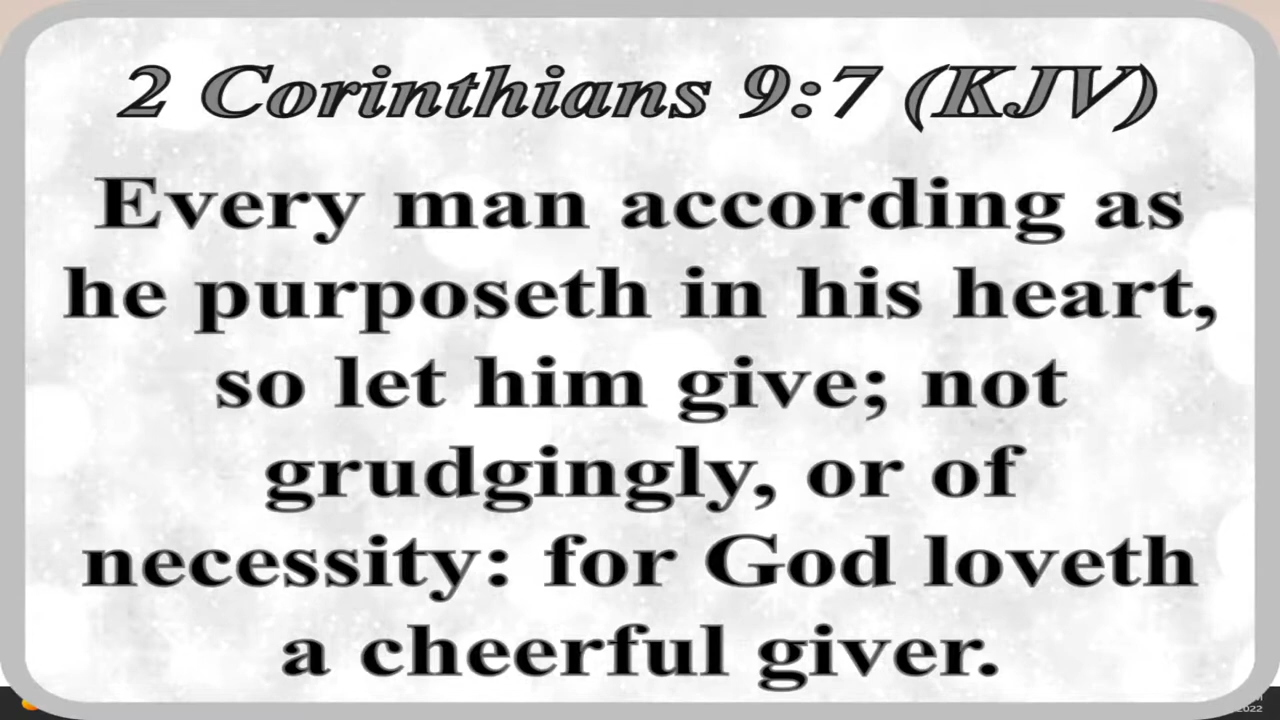 2 Corinthians 9:7 (KJV)
Every man according as
he purposeth in his heart,
so let him give; not
grudgingly, or of
necessity: for God loveth
a cheerful giver.
2022